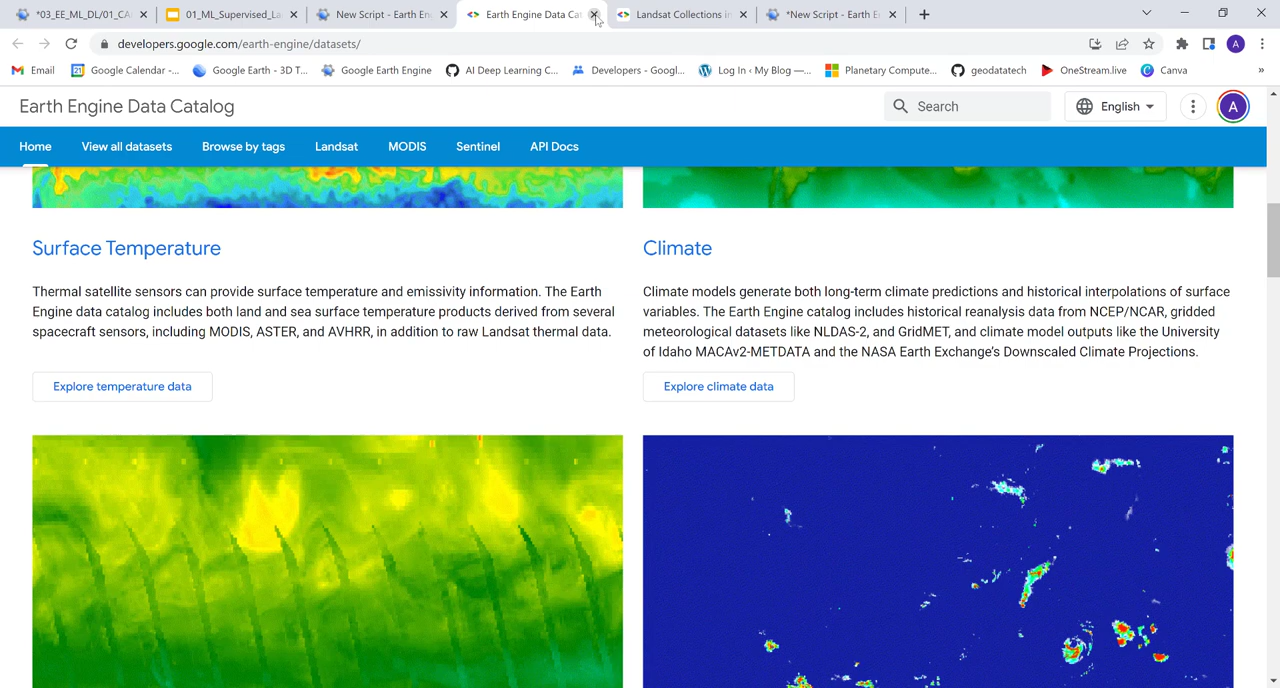 *03_EE_ML_DL/01_CA
01_ML_Supervised_La
New Script - Earth En
Earth Engine Data Cat
Landsat Collections in
*New Script - Earth E
developers.google.com/earth-engine/datasets/
A
Email
Google Calendar -...
Google Earth - 3D T...
Google Earth Engine
AI Deep Learning C...
Developers - Googl...
Log In ‹ My Blog —...
Planetary Compute...
geodatatech
OneStream.live
Canva
»
Earth Engine Data Catalog
Search
English
A
Home
View all datasets
Browse by tags
Landsat
MODIS
Sentinel
API Docs
Surface Temperature
Thermal satellite sensors can provide surface temperature and emissivity information. The Earth
Engine data catalog includes both land and sea surface temperature products derived from several
spacecraft sensors, including MODIS, ASTER, and AVHRR, in addition to raw Landsat thermal data.
Explore temperature data
Climate
Climate models generate both long-term climate predictions and historical interpolations of surface
variables. The Earth Engine catalog includes historical reanalysis data from NCEP/NCAR, gridded
meteorological datasets like NLDAS-2, and GridMET, and climate model outputs like the University
of Idaho MACAv2-METDATA and the NASA Earth Exchange's Downscaled Climate Projections.
Explore climate data